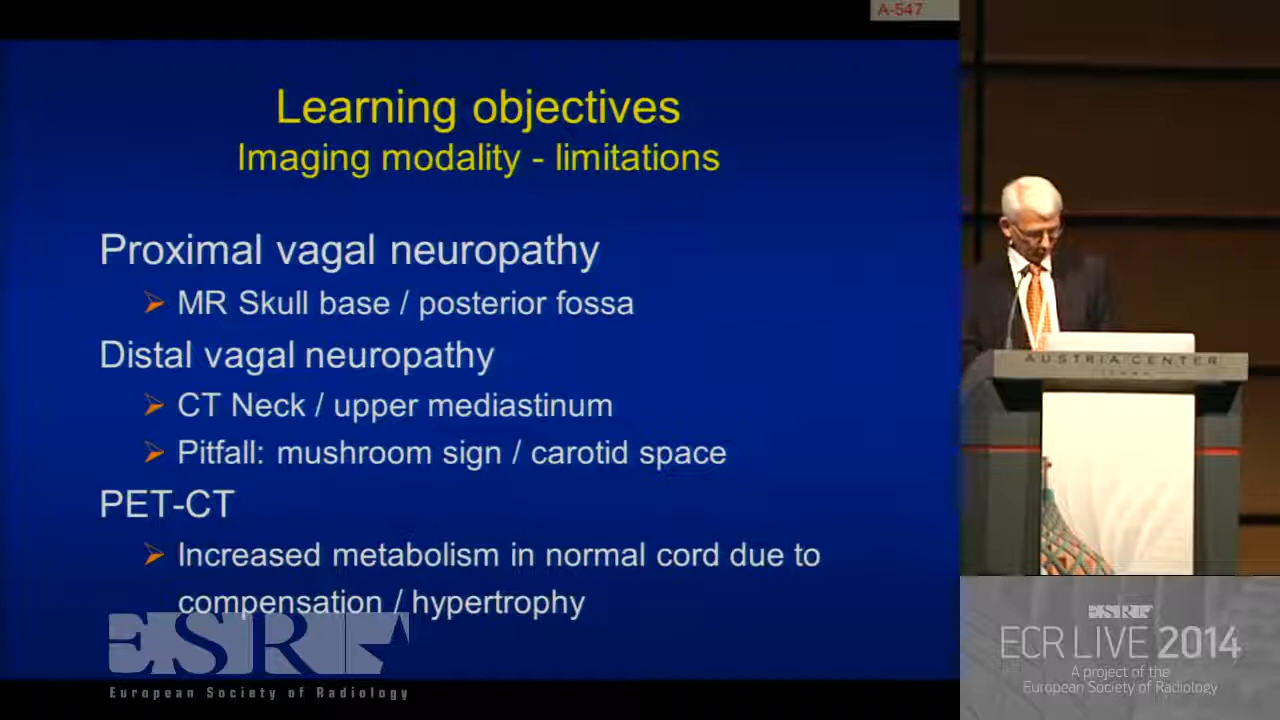 A-547
Learning objectives
Imaging modality - limitations
Proximal vagal neuropathy
MR Skull base / posterior fossa
Distal vagal neuropathy
CT Neck / upper mediastinum
Pitfall: mushroom sign / carotid space
PET-CT
Increased metabolism in normal cord due to
compensation / hypertrophy
ESR
European Society of Radiology
AUSTRIA CENTER
ESR
ECR LIVE 2014
A project of the
European Society of Radiology